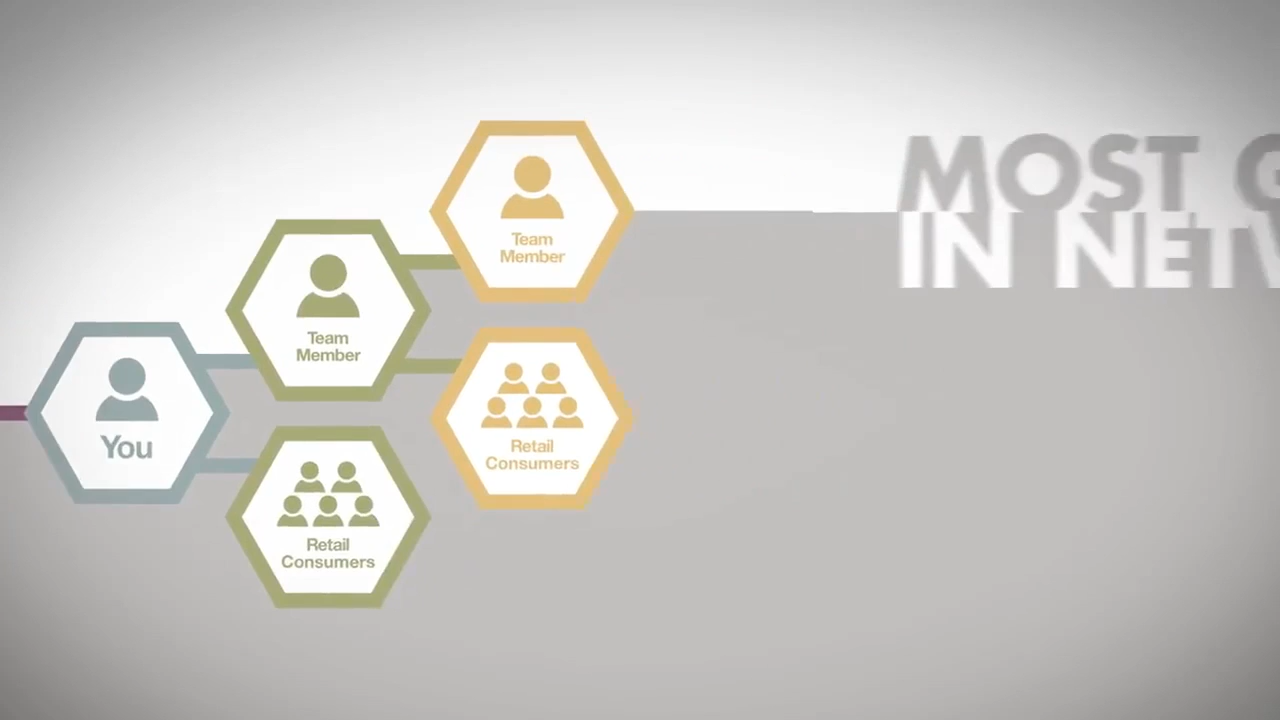 MOST
IN
Team
Member
Team
Member
You
Retail
Consumers
Retail
Consumers